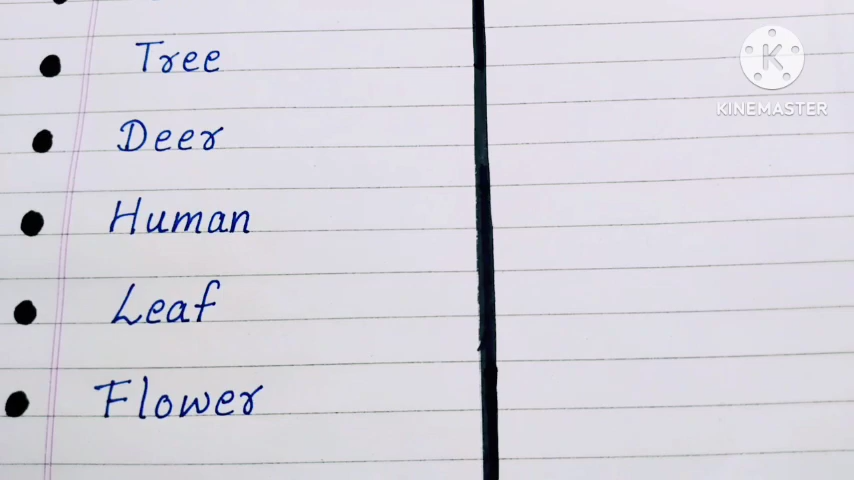 Tree
Deer
Human
Leaf
Flower
K
KINEMASTER